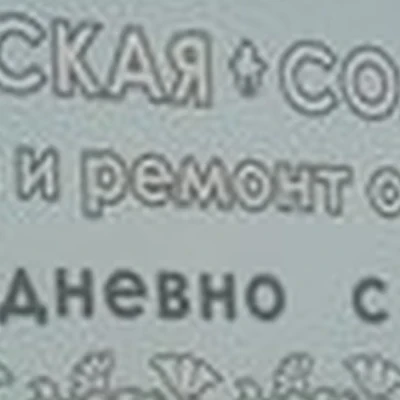 СКАЯ СО
и ремонт о
дневно с